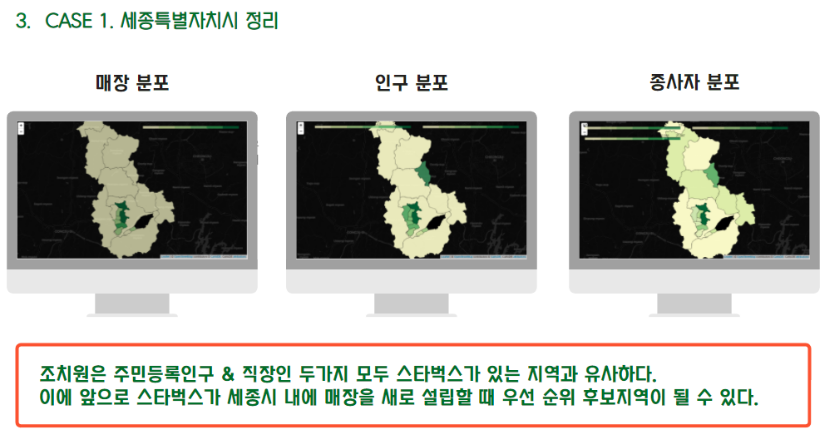 3. CASE 1. 세종특별자치시 정리
매장 분포 인구 분포 종사자 분포
조치원은 주민등록인구 & 직장인 두가지 모두 스타벅스가 있는 지역과 유사하다.
이에 앞으로 스타벅스가 세종시 내에 매장을 새로 설립할 때 우선 순위 후보지역이 될 수 있다.